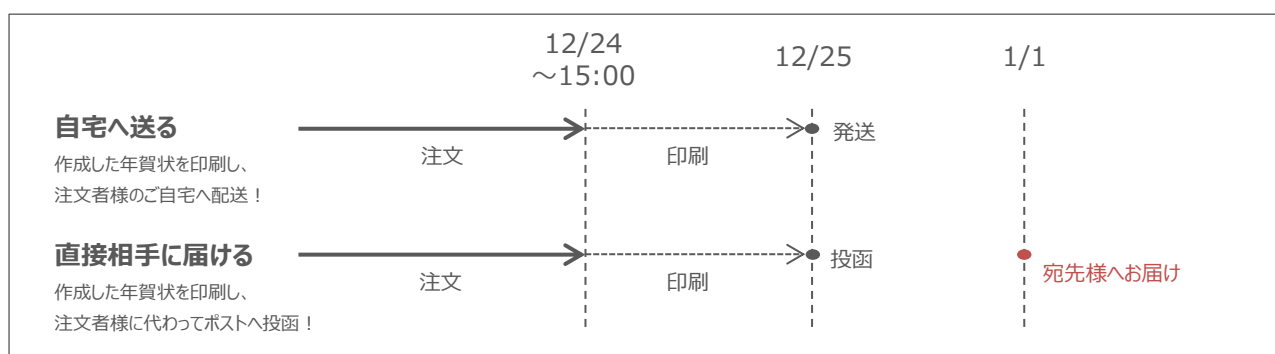 12/24
～15:00
12/25
1/1
自宅へ送る
作成した年賀状を印刷し、
注文者様のご自宅へ配送！
注文
印刷
発送
直接相手に届ける
作成した年賀状を印刷し、
注文者様に代わってポストへ投函！
注文
印刷
投函
宛先様へお届け